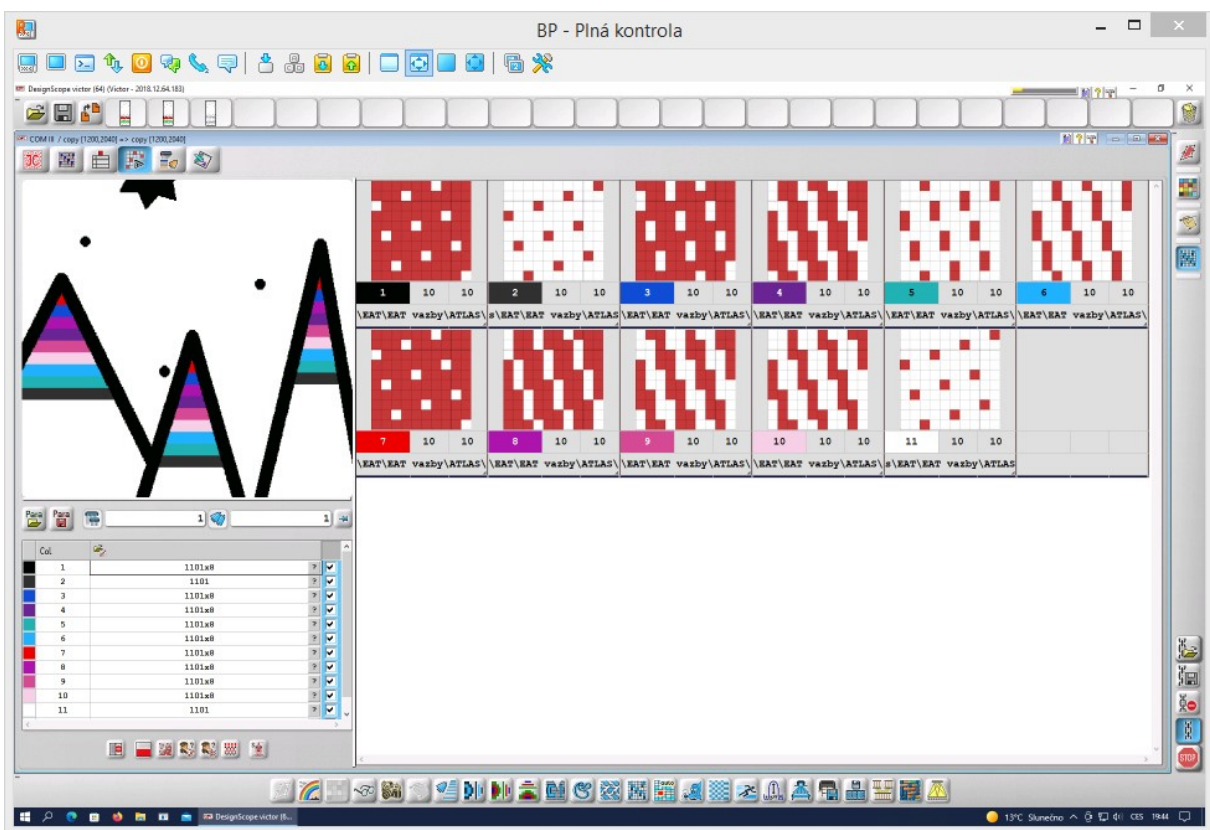 BP - Plná kontrola
DesignScope victor (64) (Victor - 2018.12.64.183)
COM III / copy [1200,2040] => copy [1200,2040]
1 10 10 2 10 10 3 10 10 4 10 10 5 10 10 6 10 10
\EAT\EAT vazby\ATLAS\ s\EAT\EAT vazby\ATLAS \EAT\EAT vazby\ATLAS\ \EAT\EAT vazby\ATLAS\ \EAT\EAT vazby\ATLAS\ \EAT\EAT vazby\ATLAS\
7 10 10 8 10 10 9 10 10 10 10 10 11 10 10
\EAT\EAT vazby\ATLAS\ \EAT\EAT vazby\ATLAS\ \EAT\EAT vazby\ATLAS\ \EAT\EAT vazby\ATLAS\ s\EAT\EAT vazby\ATLAS
Para Para 1 1
Col
1 1101x8 ?
2 1101 ?
3 1101x8 ?
4 1101x8 ?
5 1101x8 ?
6 1101x8 ?
7 1101x8 ?
8 1101x8 ?
9 1101x8 ?
10 1101x8 ?
11 1101 ?
STOP
DesignScope victor (6...
13°C Slunečno CES 19:44